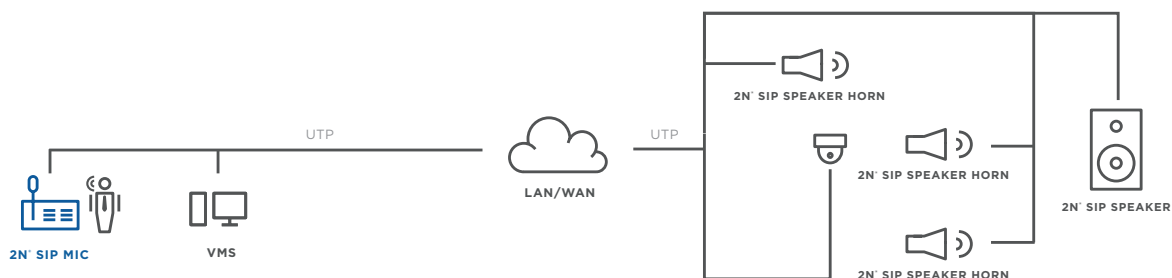 2N° SIP SPEAKER HORN
UTP
UTP
2N° SIP SPEAKER HORN
LAN/WAN
2N° SIP SPEAKER
2N° SIP MIC
VMS
2N° SIP SPEAKER HORN